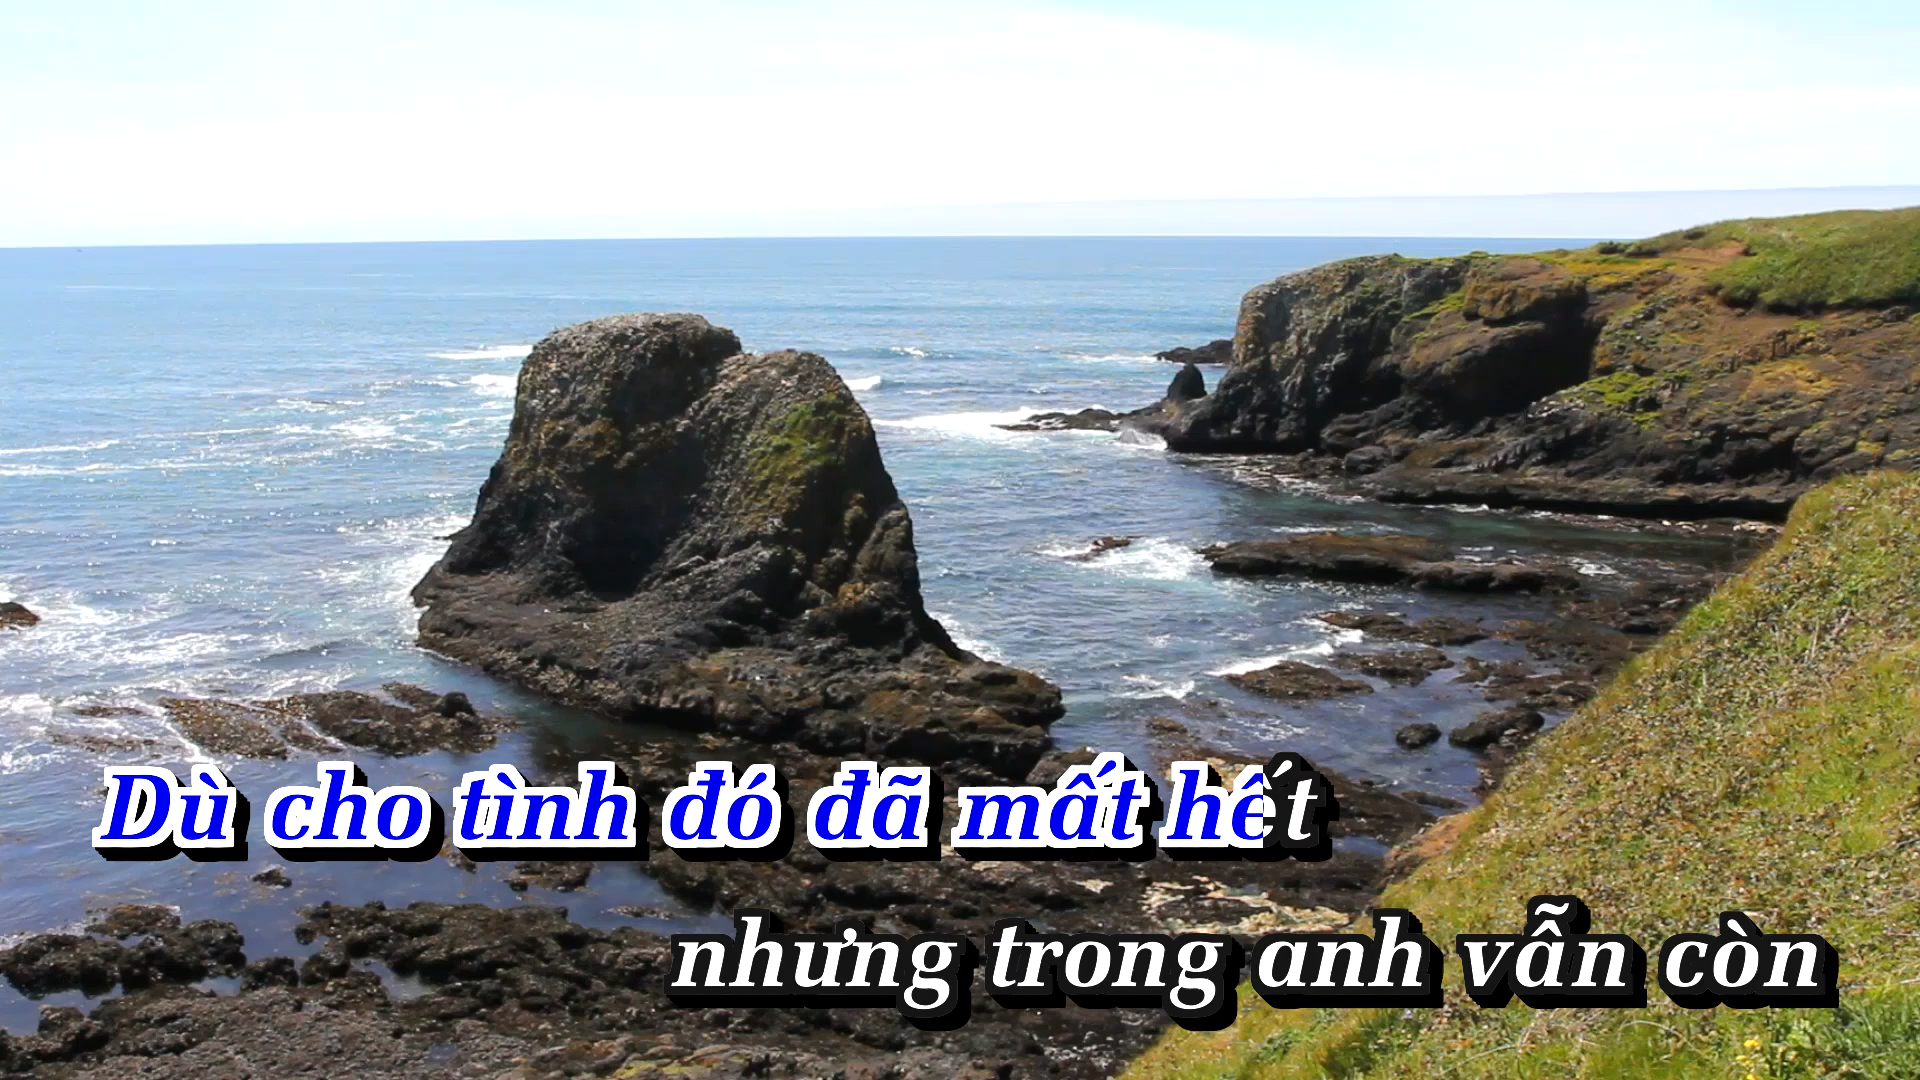 Dù cho tình đó đã mất hết
nhưng trong anh vẫn còn